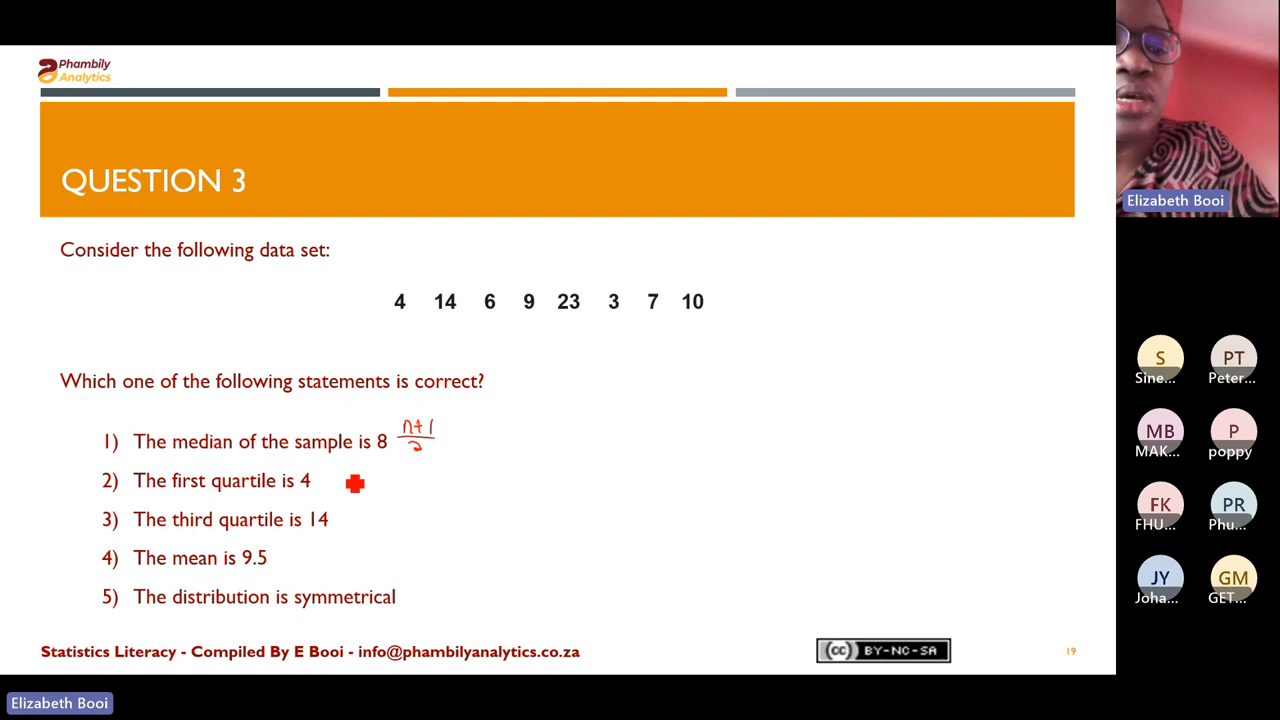 Phambily
Analytics
QUESTION 3
Elizabeth Booi
Consider the following data set:
4 14 6 9 23 3 7 10
Which one of the following statements is correct?
1) The median of the sample is 8 n+1
2
2) The first quartile is 4
3) The third quartile is 14
4) The mean is 9.5
5) The distribution is symmetrical
S PT
Sine... Peter...
MB P
MAK... poppy
FK PR
FHU... Phu...
JY GM
Joha... GET...
Statistics Literacy - Compiled By E Booi - info@phambilyanalytics.co.za
cc BY-NC-SA
19
Elizabeth Booi